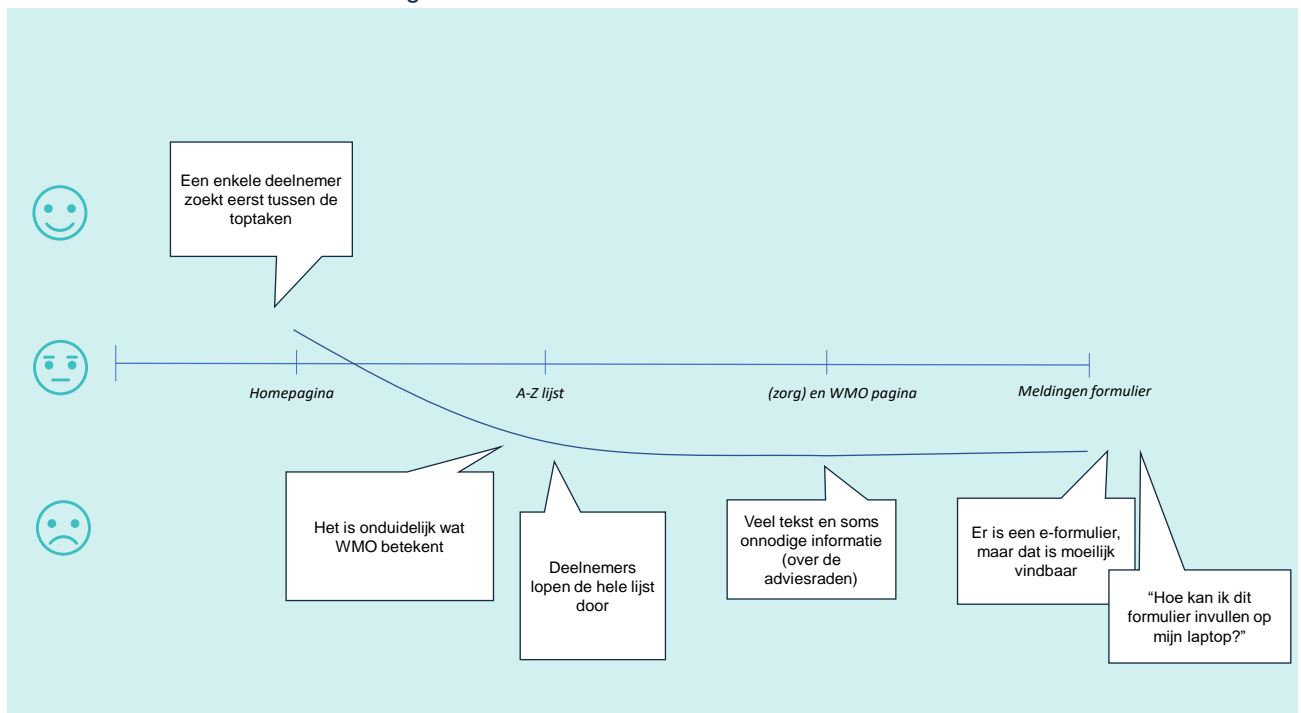 Een enkele deelnemer
zoekt eerst tussen de
toptaken
Homepagina
A-Z lijst
(zorg) en WMO pagina
Meldingen formulier
Het is onduidelijk wat
WMO betekent
Deelnemers
lopen de hele lijst
door
Veel tekst en soms
onnodige informatie
(over de
adviesraden)
Er is een e-formulier,
maar dat is moeilijk
vindbaar
“Hoe kan ik dit
formulier invullen op
mijn laptop?”